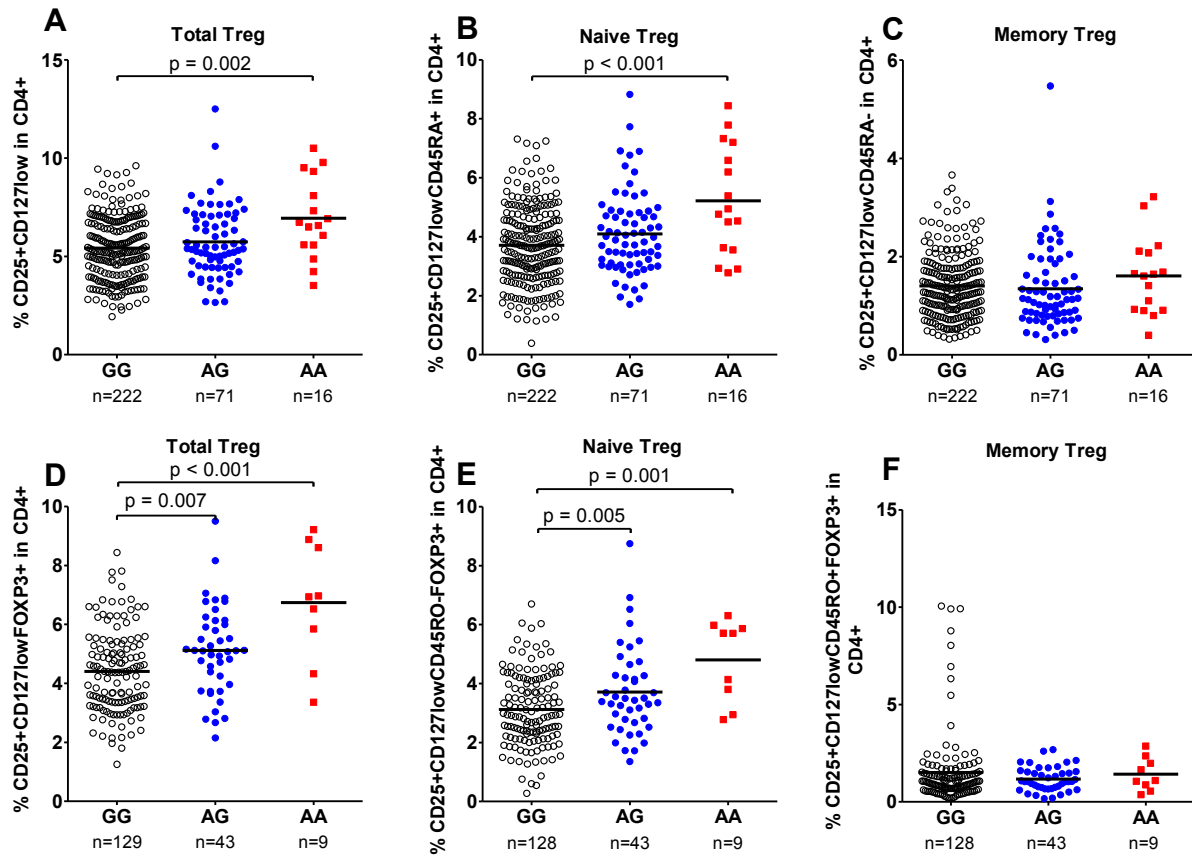 A
Total Treg
p = 0.002
% CD25+CD127low in CD4+
15
10
5
0
GG AG AA
n=222 n=71 n=16
B
Naive Treg
p < 0.001
% CD25+CD127lowCD45RA+ in CD4+
10
8
6
4
2
0
GG AG AA
n=222 n=71 n=16
C
Memory Treg
% CD25+CD127lowCD45RA- in CD4+
6
4
2
0
GG AG AA
n=222 n=71 n=16
D
Total Treg
p < 0.001
p = 0.007
% CD25+CD127lowFOXP3+ in CD4+
10
8
6
4
2
0
GG AG AA
n=129 n=43 n=9
E
Naive Treg
p = 0.001
p = 0.005
% CD25+CD127lowCD45RO-FOXP3+ in CD4+
10
8
6
4
2
0
GG AG AA
n=128 n=43 n=9
F
Memory Treg
% CD25+CD127lowCD45RO+FOXP3+ in
CD4+
15
10
5
0
GG AG AA
n=128 n=43 n=9